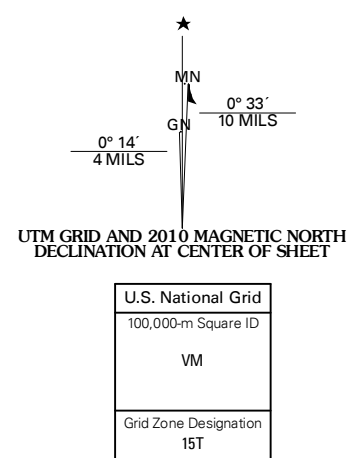 ★
MN
0° 33´
10 MILS
GN
0° 14´
4 MILS
UTM GRID AND 2010 MAGNETIC NORTH
DECLINATION AT CENTER OF SHEET
U.S. National Grid
100,000-m Square ID
VM
Grid Zone Designation
15T